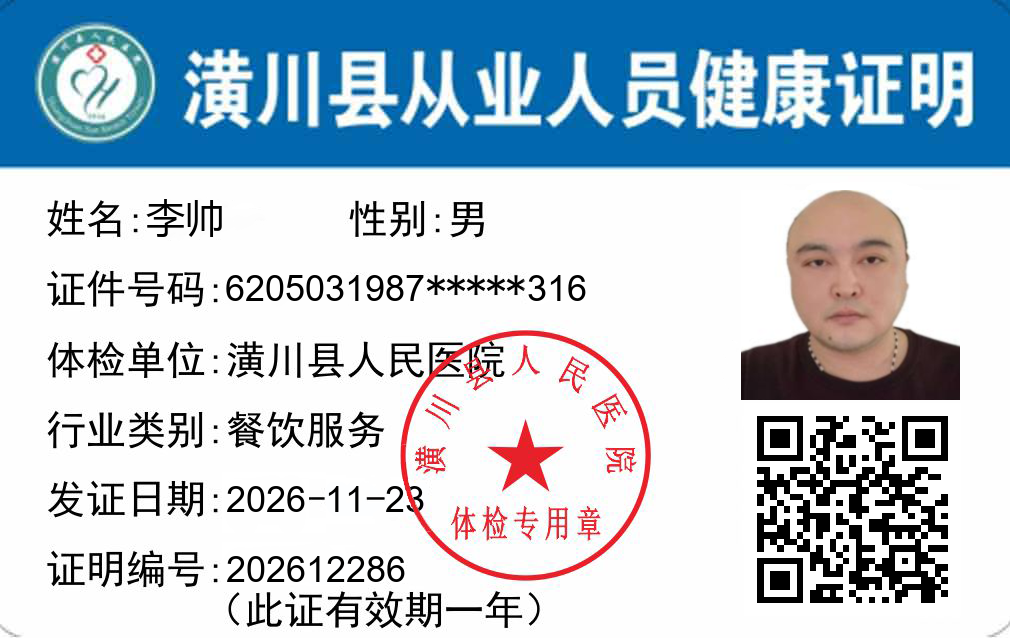 潢川县从业人员健康证明
姓名:李帅 性别:男
证件号码:6205031987*****316
体检单位:潢川县人民医院
行业类别:餐饮服务
发证日期:2026-11-23
证明编号:202612286
（此证有效期一年）
潢川县人民医院
体检专用章